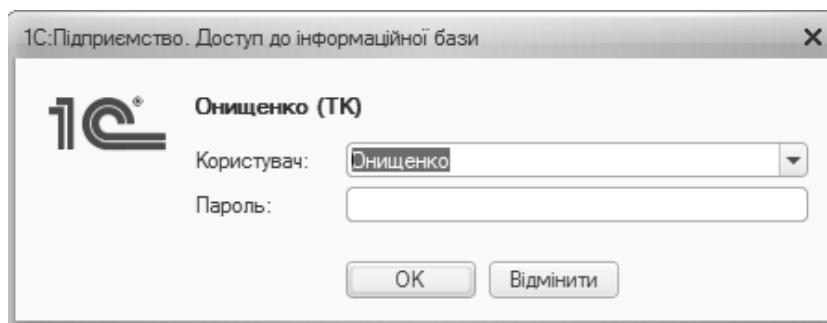 1С:Підприємство. Доступ до інформаційної бази
1С®
Онищенко (ТК)
Користувач: Онищенко
Пароль:
OK Відмінити